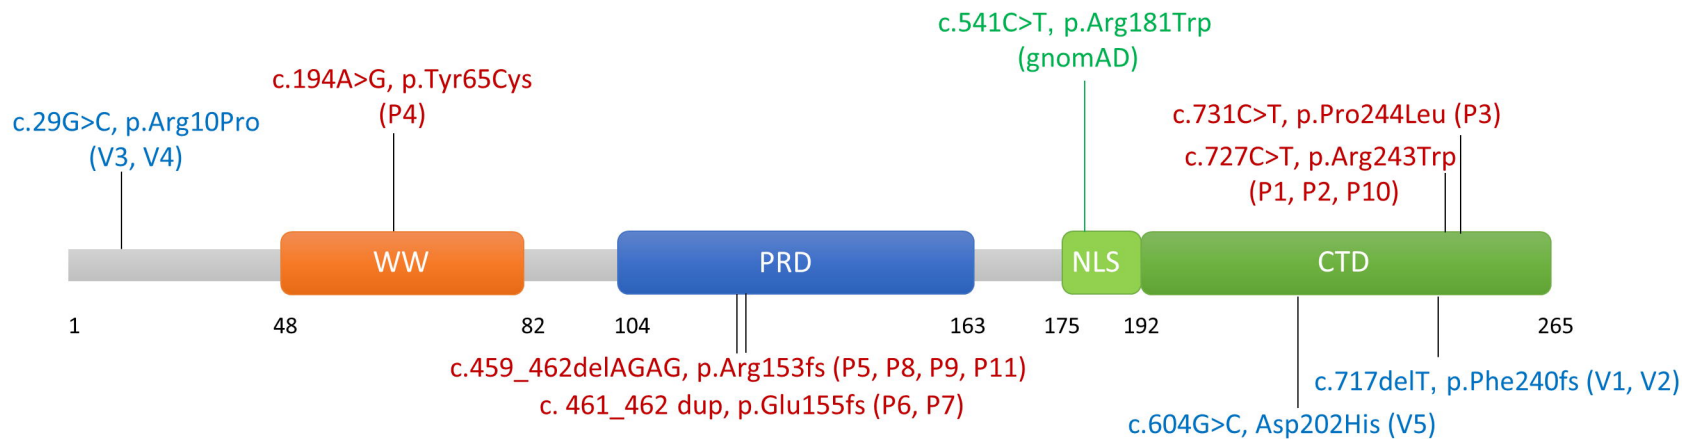 c.541C>T, p.Arg181Trp
(gnomAD)
c.194A>G, p.Tyr65Cys
(P4)
c.29G>C, p.Arg10Pro
(V3, V4)
c.731C>T, p.Pro244Leu (P3)
c.727C>T, p.Arg243Trp
(P1, P2, P10)
WW
PRD
NLS
CTD
1
48
82
104
163
175
192
265
c.459_462delAGAG, p.Arg153fs (P5, P8, P9, P11)
c. 461_462 dup, p.Glu155fs (P6, P7)
c.717delT, p.Phe240fs (V1, V2)
c.604G>C, Asp202His (V5)